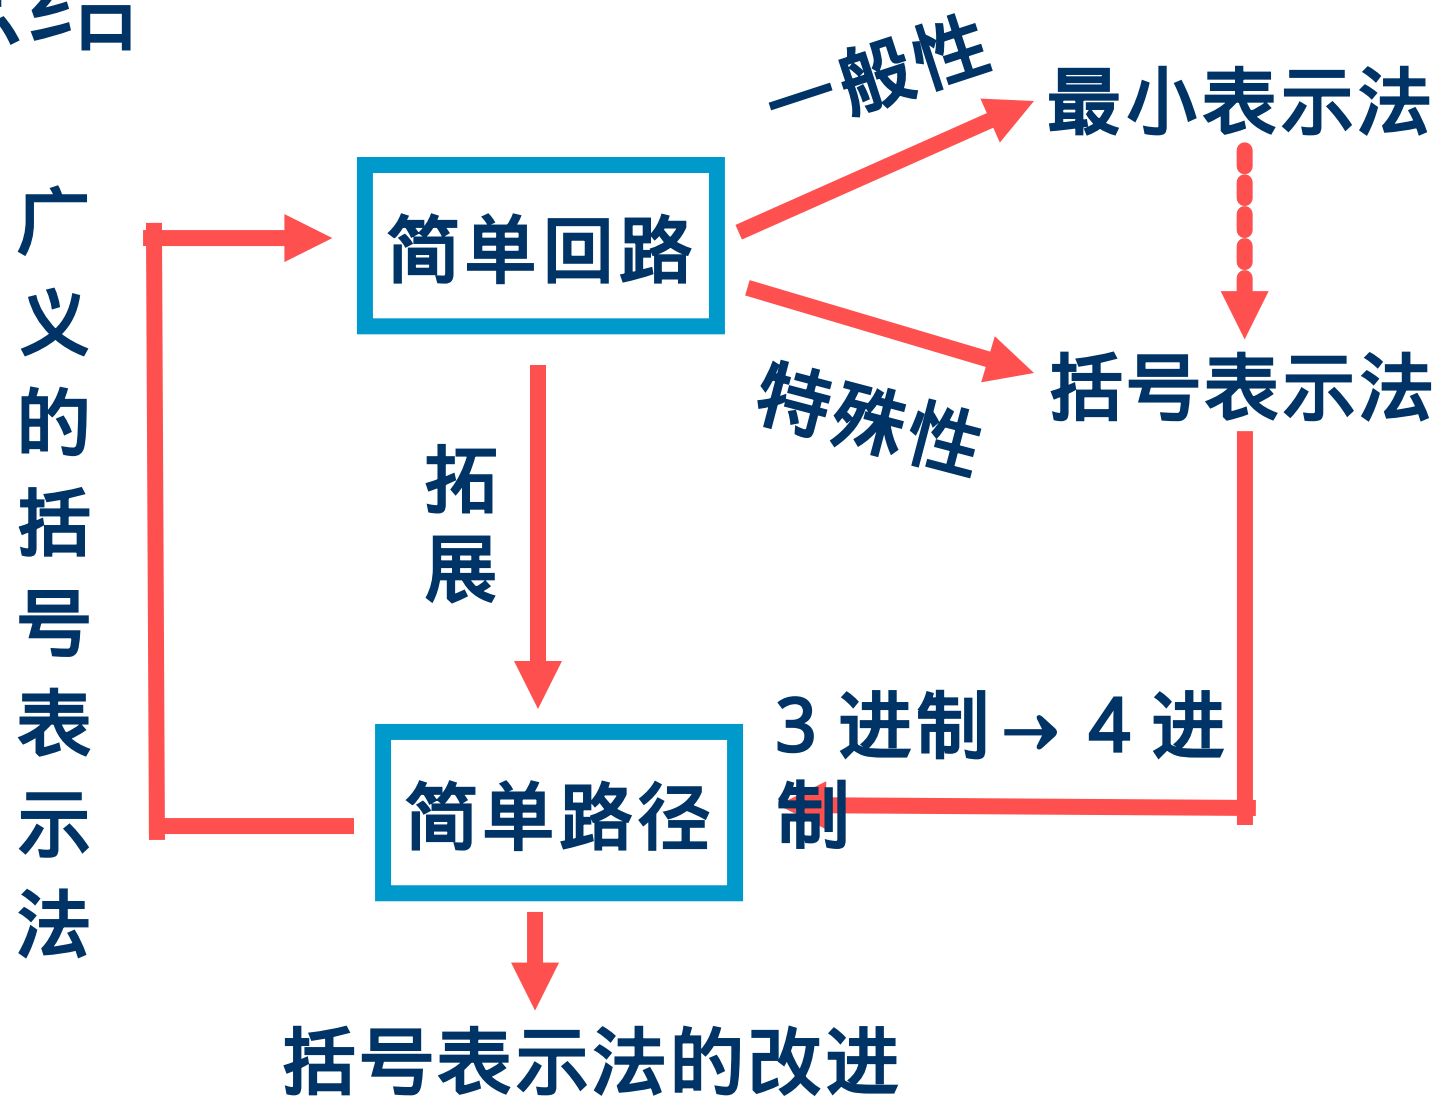 结
一般性
最小表示法
广义的括号表示法
简单回路
特殊性
括号表示法
拓展
3 进制→ 4 进
制
简单路径
括号表示法的改进